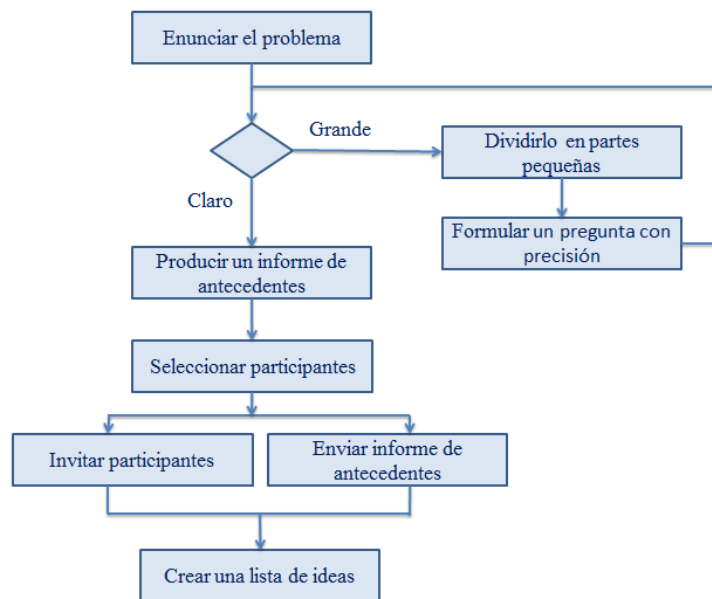 Enunciar el problema
Grande
Dividirlo en partes
pequeñas
Claro
Formular un pregunta con
precisión
Producir un informe de
antecedentes
Seleccionar participantes
Invitar participantes
Enviar informe de
antecedentes
Crear una lista de ideas